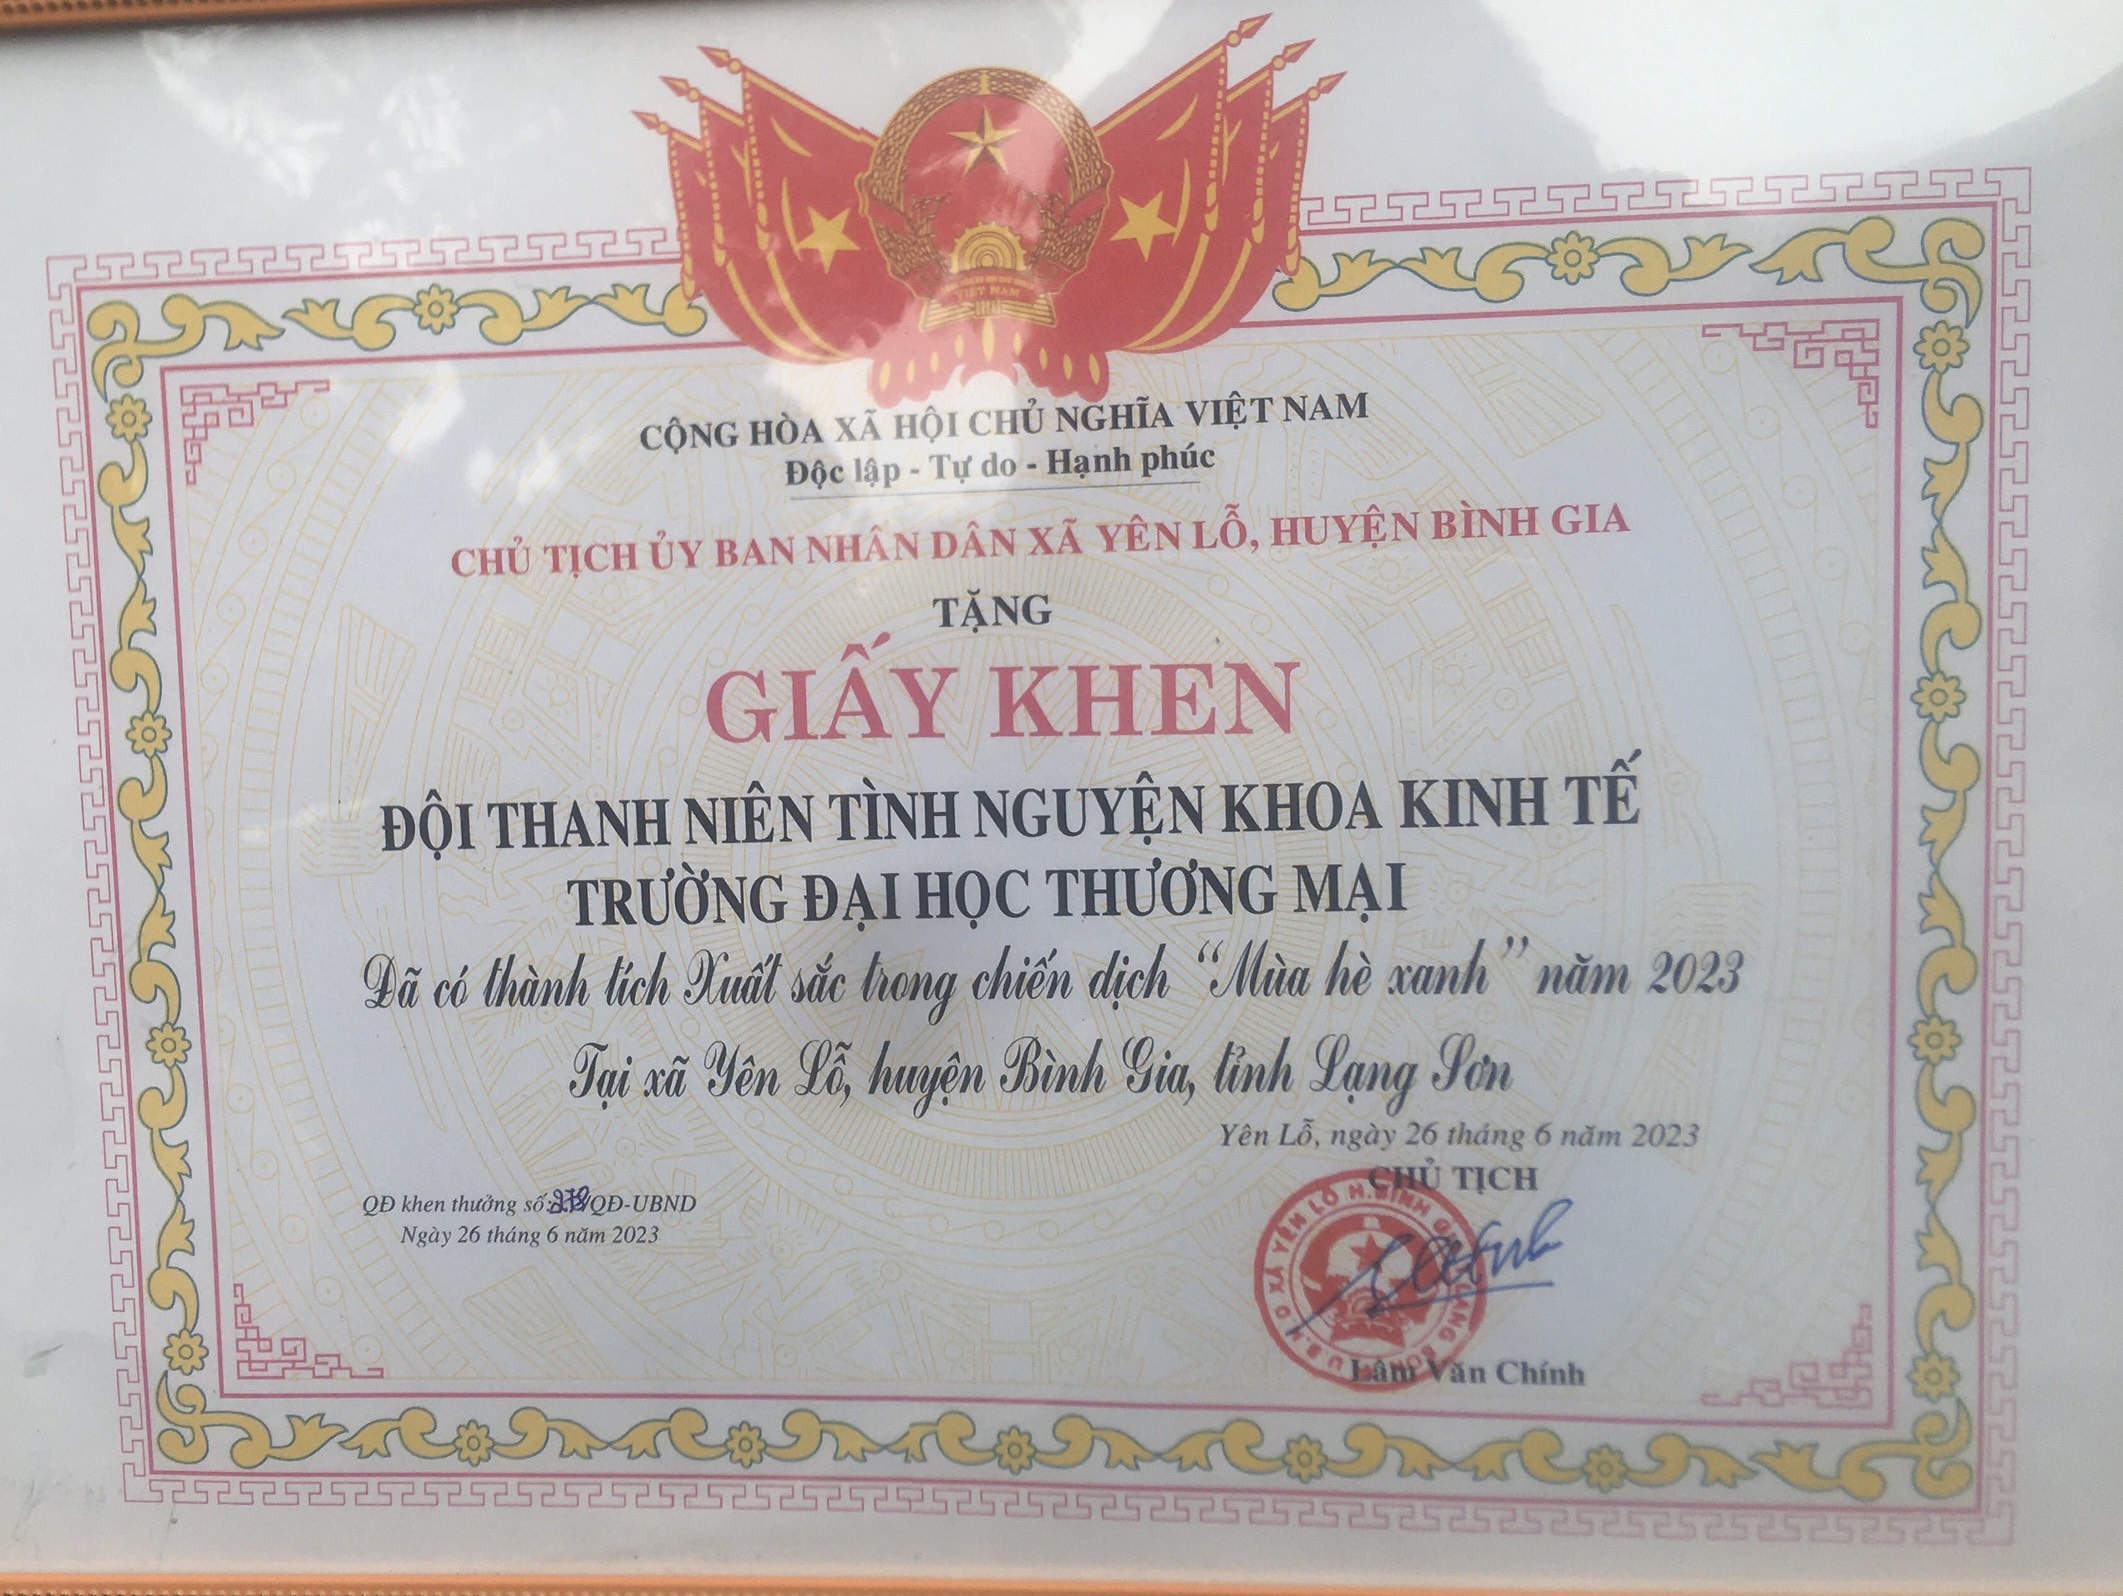 VIỆT NAM
CỘNG HÒA XÃ HỘI CHỦ NGHĨA VIỆT NAM
Độc lập - Tự do - Hạnh phúc
CHỦ TỊCH ỦY BAN NHÂN DÂN XÃ YÊN LỖ, HUYỆN BÌNH GIA
TẶNG
GIẤY KHEN
ĐỘI THANH NIÊN TÌNH NGUYỆN KHOA KINH TẾ
TRƯỜNG ĐẠI HỌC THƯƠNG MẠI
Đã có thành tích Xuất sắc trong chiến dịch “Mùa hè xanh” năm 2023
Tại xã Yên Lỗ, huyện Bình Gia, tỉnh Lạng Sơn
Yên Lỗ, ngày 26 tháng 6 năm 2023
CHỦ TỊCH
QĐ khen thưởng số: /QĐ-UBND
Ngày 26 tháng 6 năm 2023
Lâm Văn Chính